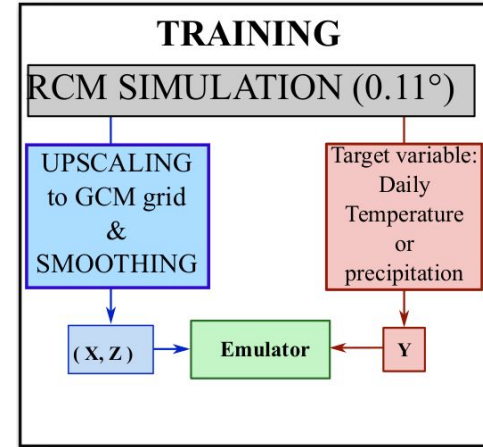 TRAINING
RCM SIMULATION (0.11°)
UPSCALING
to GCM grid
&
SMOOTHING
Target variable:
Daily
Temperature
or
precipitation
( X, Z )
Emulator
Y